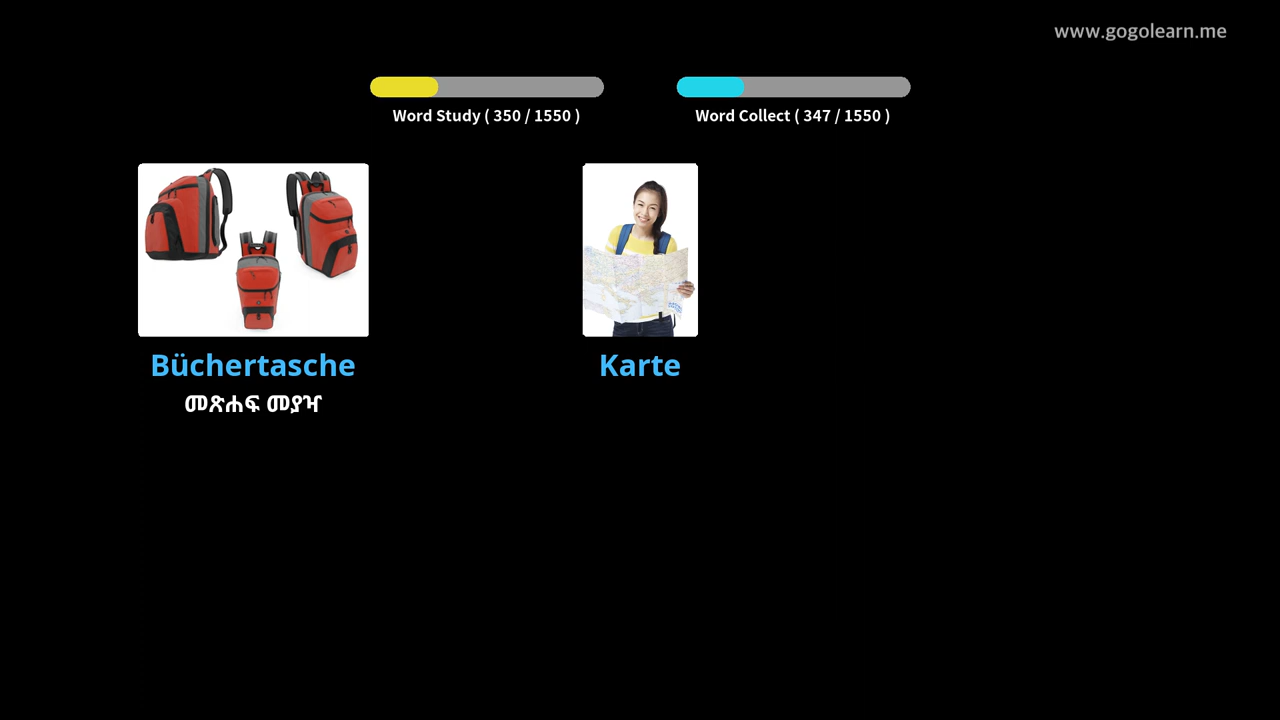 www.gogolearn.me
Word Study ( 350 / 1550 )
Word Collect ( 347 / 1550 )
Büchertasche
Karte
መጽሐፍ መያዣ